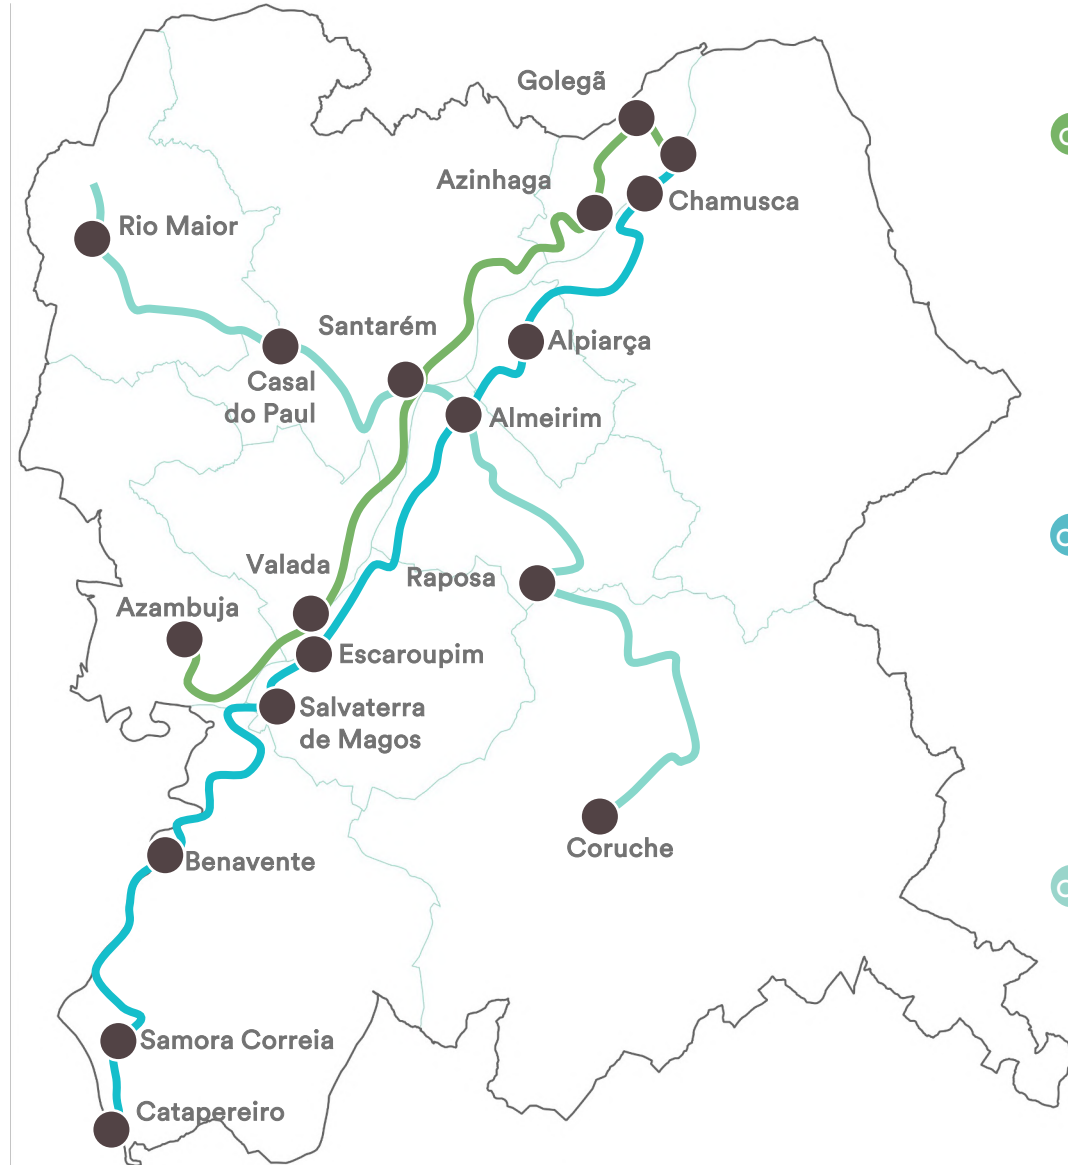 Golegã
Azinhaga
Chamusca
Rio Maior
Santarém
Alpiarça
Casal
do Paul
Almeirim
Valada
Raposa
Azambuja
Escaroupim
Salvaterra
de Magos
Coruche
Benavente
Samora Correia
Catapereiro